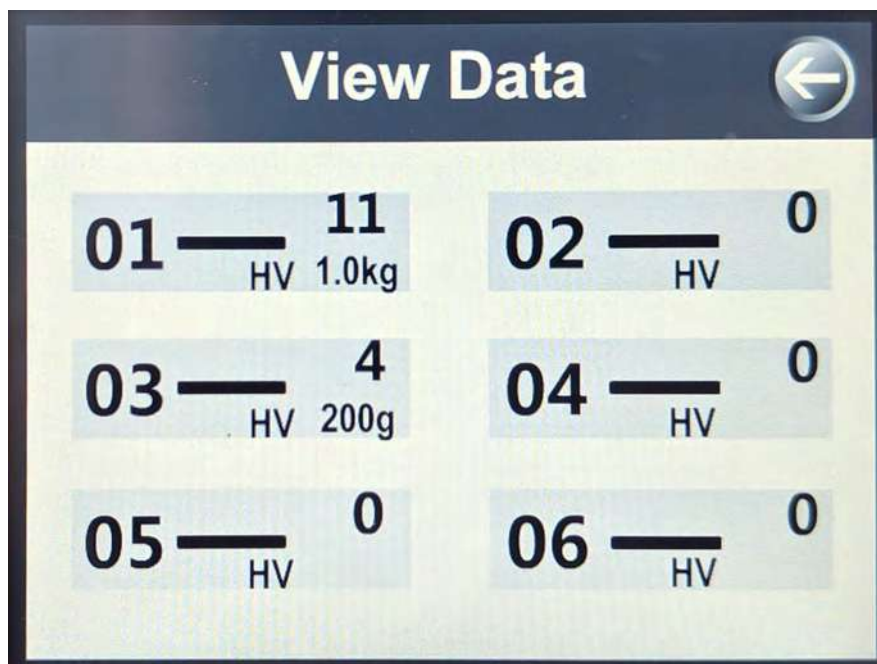 View Data
01 — 11
HV 1.0kg
02 — 0
HV
03 — 4
HV 200g
04 — 0
HV
05 — 0
HV
06 — 0
HV